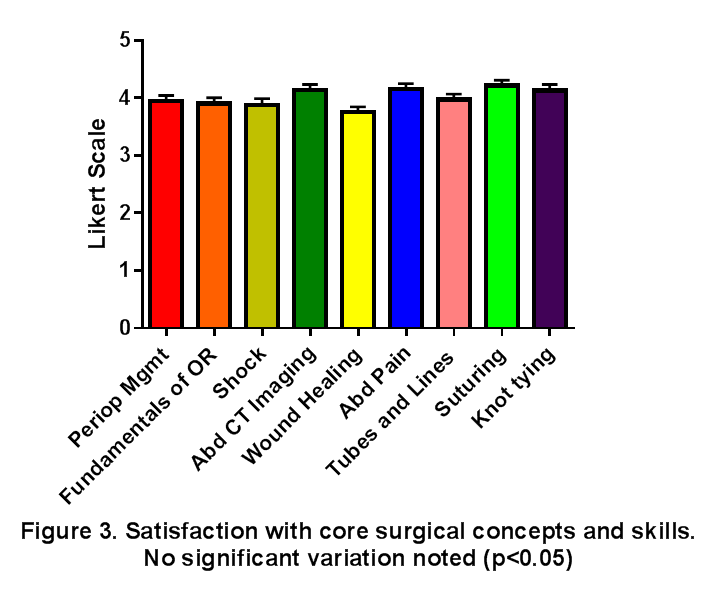 5
4
3
2
1
0
Likert Scale
Periop Mgmt
Fundamentals of OR
Shock
Abd CT Imaging
Wound Healing
Abd Pain
Tubes and Lines
Suturing
Knot tying
Figure 3. Satisfaction with core surgical concepts and skills.
No significant variation noted (p<0.05)